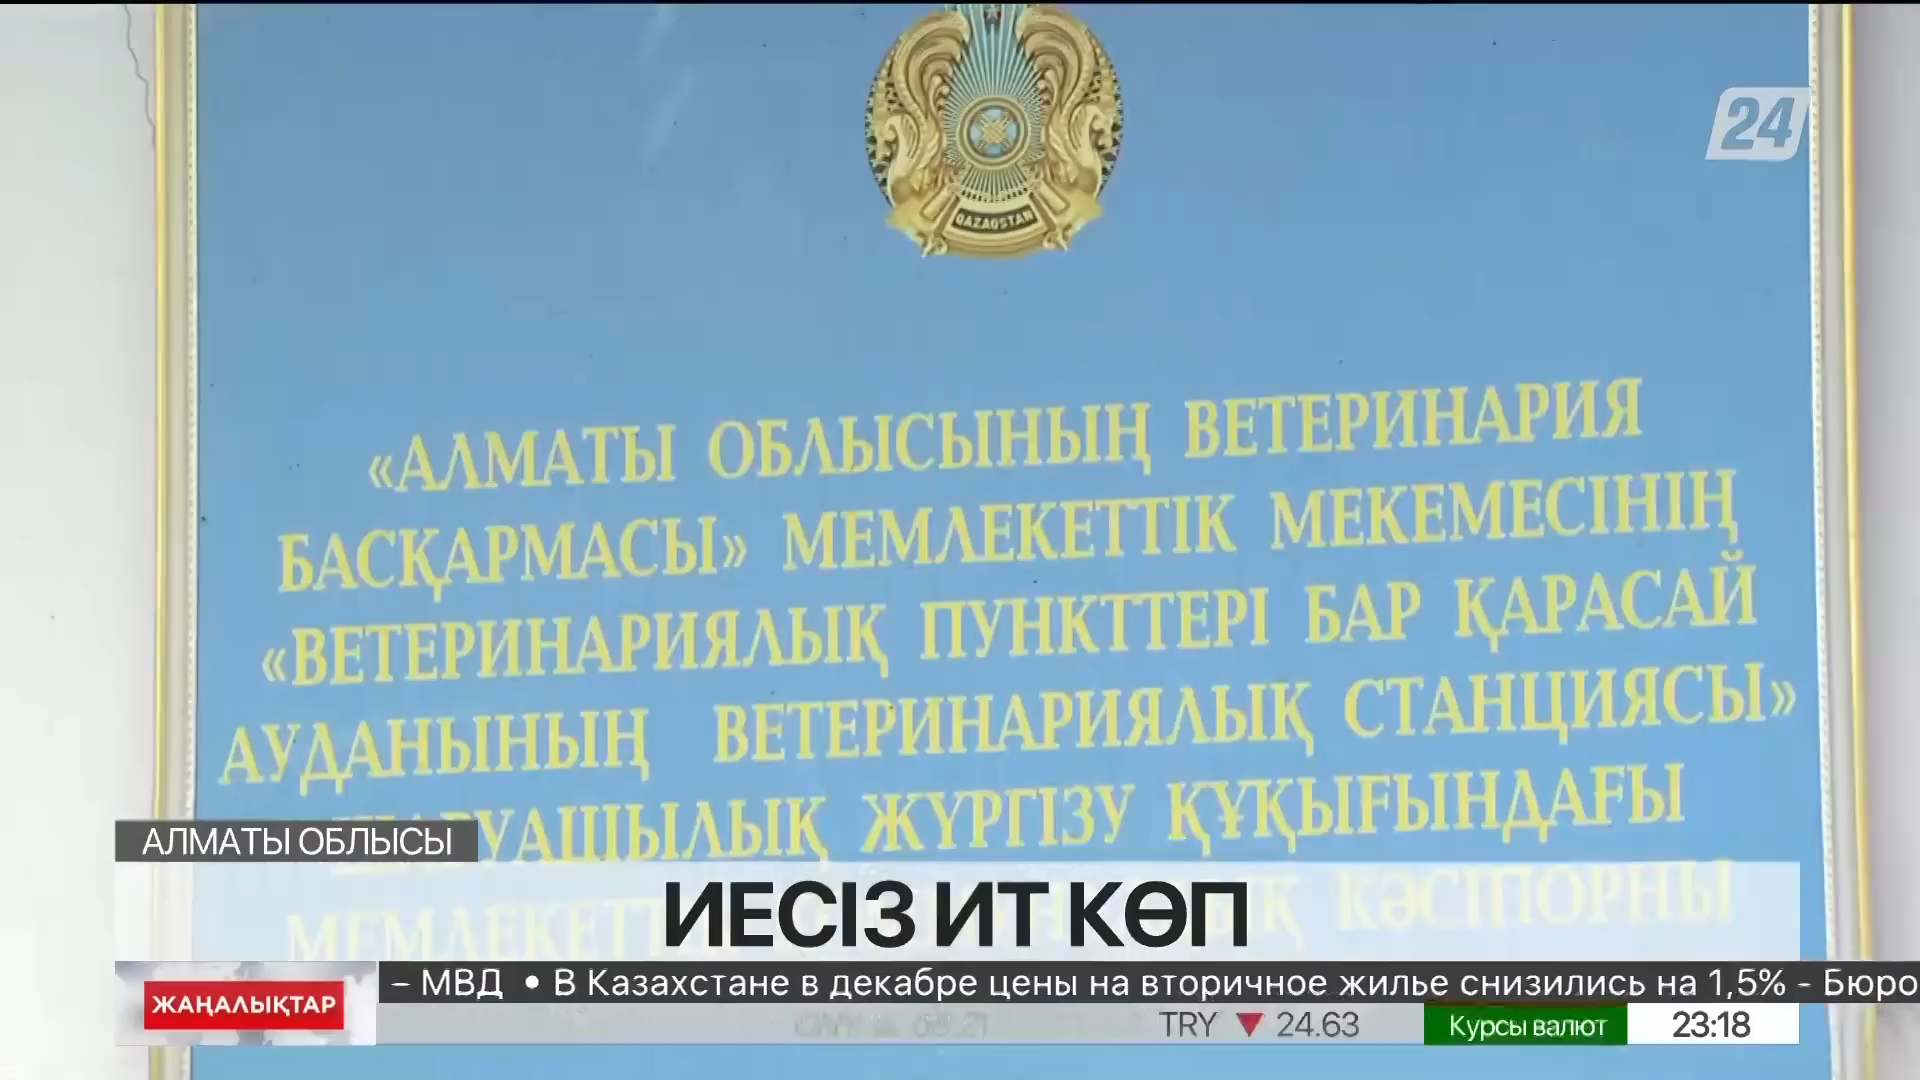 QAZAQSTAN
24
«АЛМАТЫ ОБЛЫСЫНЫҢ ВЕТЕРИНАРИЯ
БАСҚАРМАСЫ» МЕМЛЕКЕТТІК МЕКЕМЕСІНІҢ
«ВЕТЕРИНАРИЯЛЫҚ ПУНКТТЕРІ БАР ҚАРАСАЙ
АУДАНЫНЫҢ ВЕТЕРИНАРИЯЛЫҚ СТАНЦИЯСЫ»
ШАРУАШЫЛЫҚ ЖҮРГІЗУ ҚҰҚЫҒЫНДАҒЫ
КӘСІПОРНЫ
АЛМАТЫ ОБЛЫСЫ
ИЕСІЗ ИТ КӨП
– МВД • В Казахстане в декабре цены на вторичное жилье снизились на 1,5% - Бюро
ЖАҢАЛЫҚТАР
TRY ▼ 24.63 Курсы валют 23:18